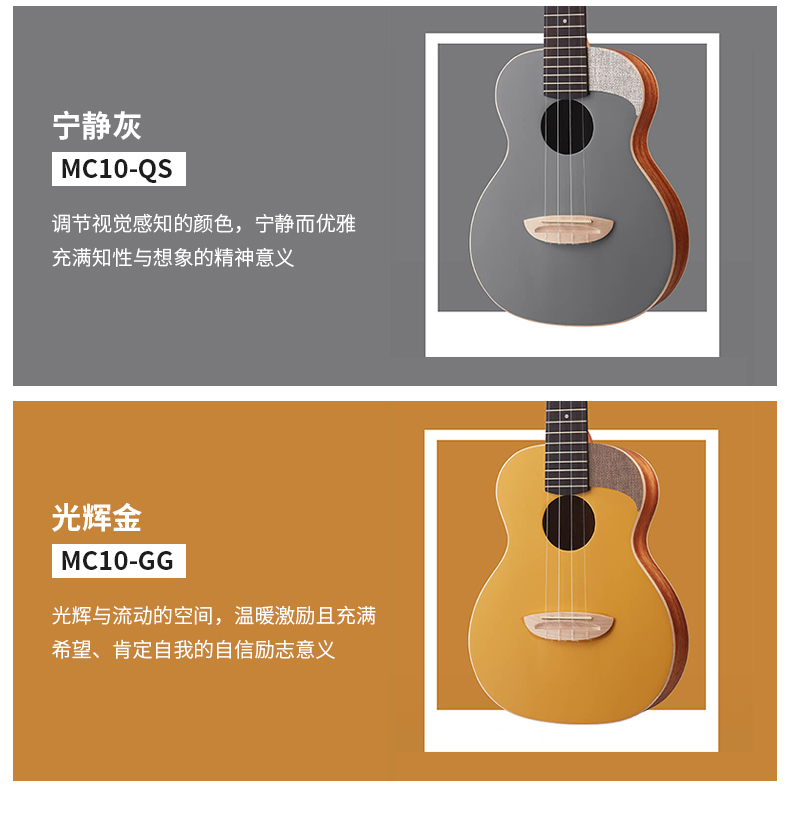 宁静灰
MC10-QS
调节视觉感知的颜色，宁静而优雅
充满知性与想象的精神意义
光辉金
MC10-GG
光辉与流动的空间，温暖激励且充满
希望、肯定自我的自信励志意义